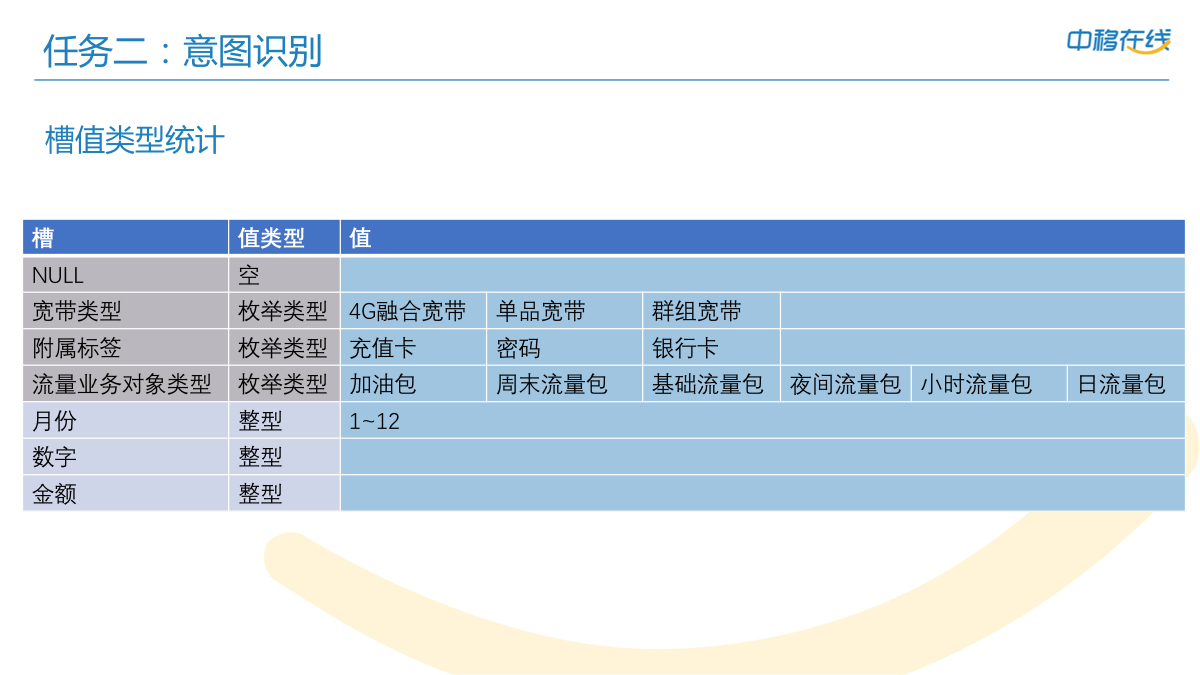 任务二：意图识别
中移在线
槽值类型统计
槽 值类型 值
NULL 空
宽带类型 枚举类型 4G融合宽带 单品宽带 群组宽带
附属标签 枚举类型 充值卡 密码 银行卡
流量业务对象类型 枚举类型 加油包 周末流量包 基础流量包 夜间流量包 小时流量包 日流量包
月份 整型 1~12
数字 整型
金额 整型